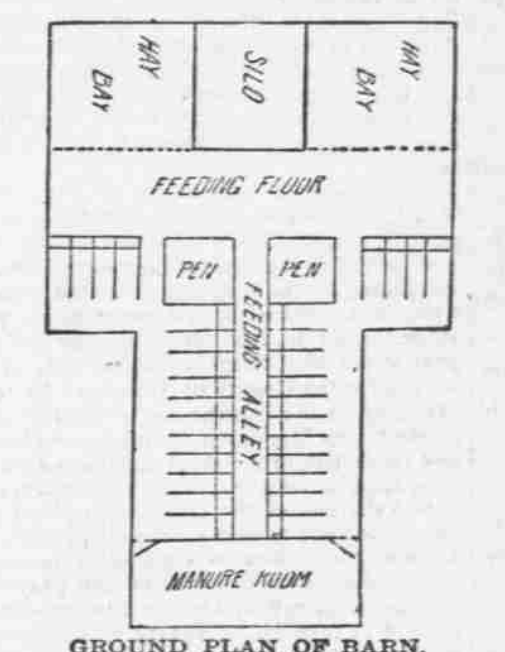 HAY
BAY
SILO
HAY
BAY
FEEDING FLOOR
PEN
PEN
FEEDING ALLEY
MANURE ROOM
GROUND PLAN OF BARN.